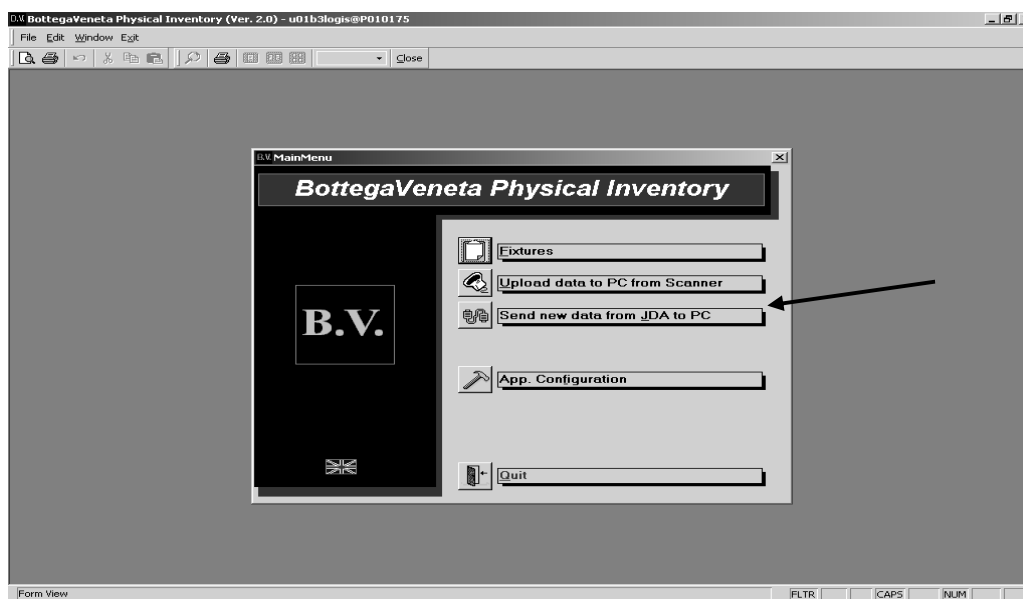 B.V. BottegaVeneta Physical Inventory (Ver. 2.0) - u01b3logis@P010175
File Edit Window Exit
Close
B.V. MainMenu
BottegaVeneta Physical Inventory
Fixtures
Upload data to PC from Scanner
Send new data from JDA to PC
B.V.
App. Configuration
Quit
Form View FLTR CAPS NUM